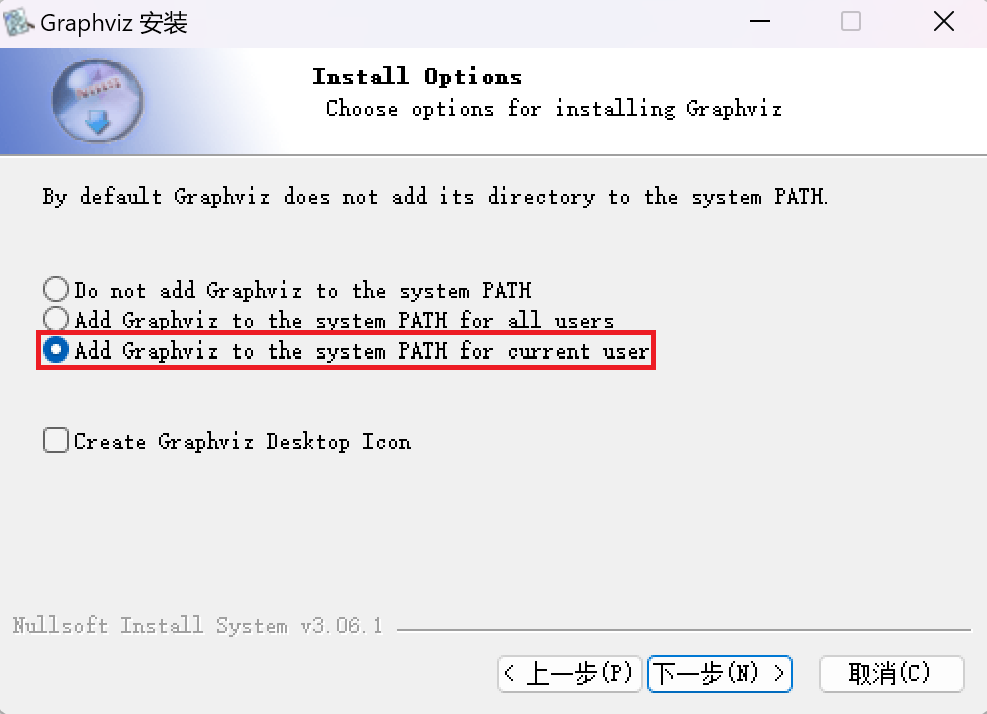 Graphviz 安装
Install Options
Choose options for installing Graphviz
By default Graphviz does not add its directory to the system PATH.
Do not add Graphviz to the system PATH
Add Graphviz to the system PATH for all users
Add Graphviz to the system PATH for current user
Create Graphviz Desktop Icon
Nullsoft Install System v3.06.1
< 上一步(P) 下一步(N) > 取消(C)